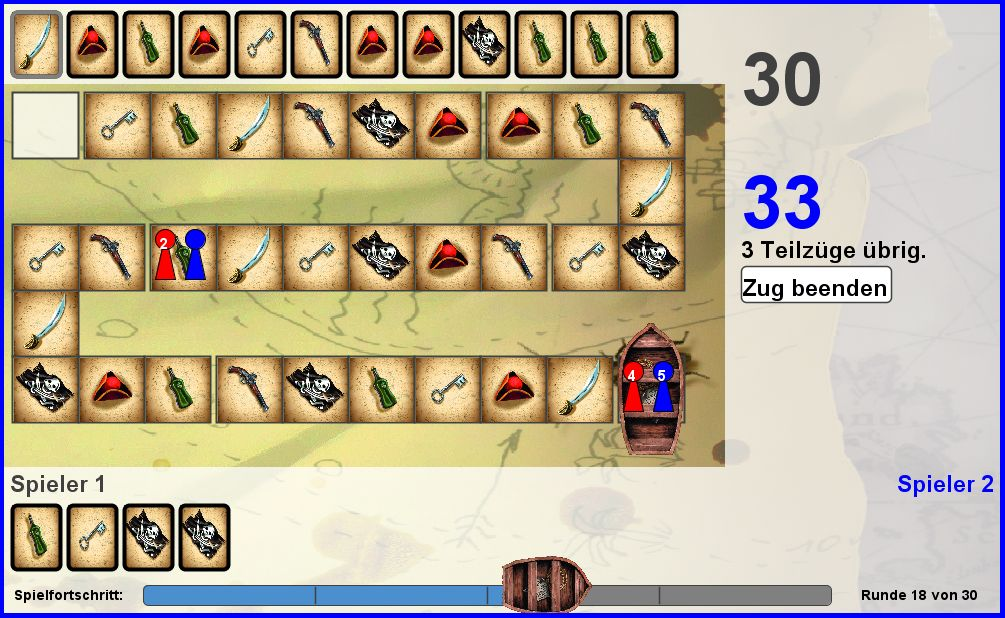 30
33
3 Teilzüge übrig.
Zug beenden
2
4
5
Spieler 1
Spieler 2
Spielfortschritt:
Runde 18 von 30